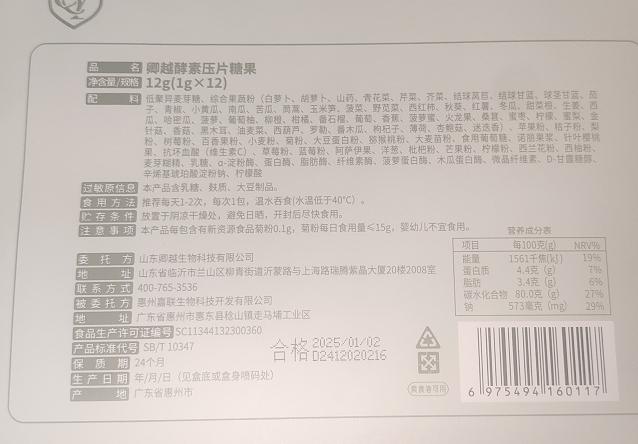 品名 卿越酵素压片糖果
净含量/规格 12g(1g×12)
配料 低聚异麦芽糖、综合果蔬粉（白萝卜、胡萝卜、山药、青花菜、芹菜、芥菜、结球莴苣、结球甘蓝、球茎甘蓝、茄
子、青椒、小黄瓜、南瓜、苦瓜、茼蒿、玉米笋、菠菜、野苋菜、西红柿、秋葵、红薯、冬瓜、甜菜根、生姜、西
瓜、哈密瓜、菠萝、葡萄柚、柳橙、柑橘、番石榴、葡萄、香蕉、菠萝蜜、火龙果、桑葚、蜜枣、柠檬、蜜梨、金
针菇、香菇、黑木耳、油麦菜、西葫芦、罗勒、番木瓜、枸杞子、薄荷、杏鲍菇、迷迭香）、苹果粉、桔子粉、梨
粉、树莓粉、百香果粉、小麦粉、菊粉、大豆蛋白粉、猕猴桃粉、大麦苗粉、食用葡萄糖、诺丽果浆、针叶樱桃
果、抗坏血酸（维生素C）、草莓粉、蓝莓粉、阿萨伊果、洋葱、枇杷粉、芒果粉、柠檬粉、西兰花粉、西柚粉、
麦芽糊精、乳糖、α-淀粉酶、蛋白酶、脂肪酶、纤维素酶、菠萝蛋白酶、木瓜蛋白酶、微晶纤维素、D-甘露糖醇、
辛烯基琥珀酸淀粉钠、柠檬酸
过敏原信息 本产品含乳糖、麸质、大豆制品。
食用方法 推荐每天1-2次，每次1包，温水吞食(水温低于40℃）。
贮存条件 放置于阴凉干燥处，避免日晒，开封后尽快食用。
注意事项 本产品每包含有新资源食品菊粉0.1g，菊粉每日食用量≤15g，婴幼儿不宜食用。
委托方 山东卿越生物科技有限公司
地址 山东省临沂市兰山区柳青街道沂蒙路与上海路瑞腾紫晶大厦20楼2008室
联系方式 400-765-3536
被委托方 惠州嘉联生物科技开发有限公司
地址 广东省惠州市惠东县稔山镇走马埔工业区
食品生产许可证编号 SC11344132300360
产品标准代号 SB/T 10347
保质期 24个月
生产日期 年/月/日（见盒底或盒身喷码处）
产地 广东省惠州市
合格 2025/01/02
D2412020216
营养成分表
项目 每100克(g) NRV%
能量 1561千焦(kJ) 19%
蛋白质 4.4克（g） 7%
脂肪 3.4克（g） 6%
碳水化合物 80.0克（g） 27%
钠 573毫克（mg） 29%
素食者可用
6 975494 160117